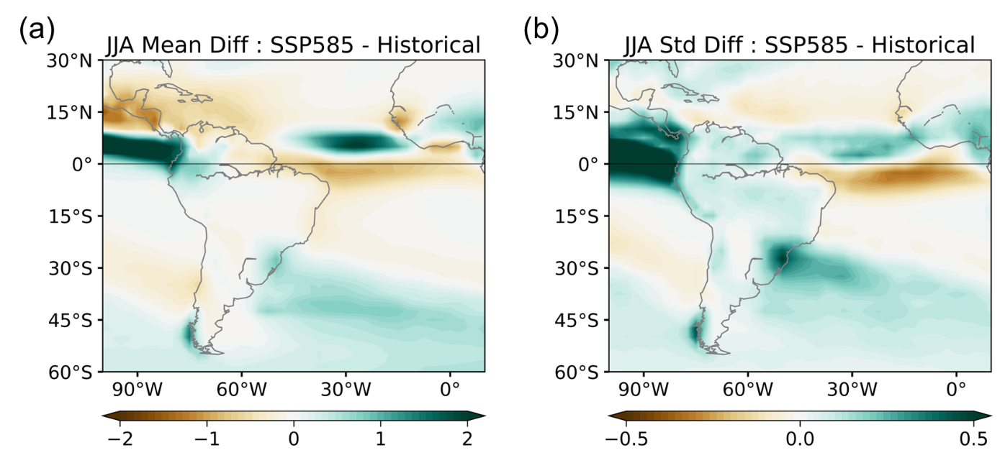 (a)
JJA Mean Diff : SSP585 - Historical
30°N
15°N
0°
15°S
30°S
45°S
60°S
90°W 60°W 30°W 0°
−2 −1 0 1 2
(b)
JJA Std Diff : SSP585 - Historical
30°N
15°N
0°
15°S
30°S
45°S
60°S
90°W 60°W 30°W 0°
−0.5 0.0 0.5